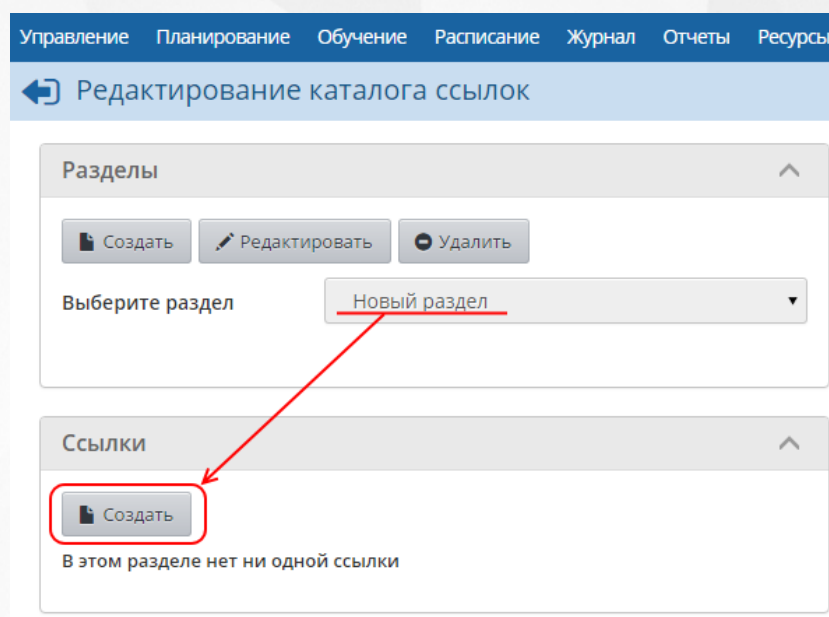 Управление Планирование Обучение Расписание Журнал Отчеты Ресурсы
Редактирование каталога ссылок
Разделы
Создать Редактировать Удалить
Выберите раздел Новый раздел
Ссылки
Создать
В этом разделе нет ни одной ссылки